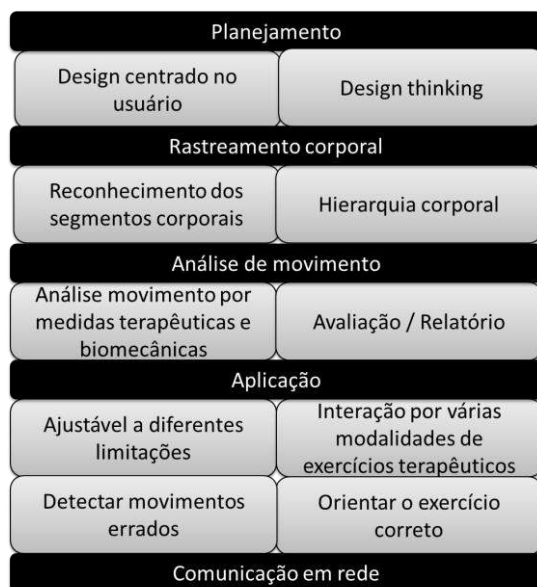 Planejamento
Design centrado no
usuário
Design thinking
Rastreamento corporal
Reconhecimento dos
segmentos corporais
Hierarquia corporal
Análise de movimento
Análise movimento por
medidas terapêuticas e
biomecânicas
Avaliação / Relatório
Aplicação
Ajustável a diferentes
limitações
Interação por várias
modalidades de
exercícios terapêuticos
Detectar movimentos
errados
Orientar o exercício
correto
Comunicação em rede